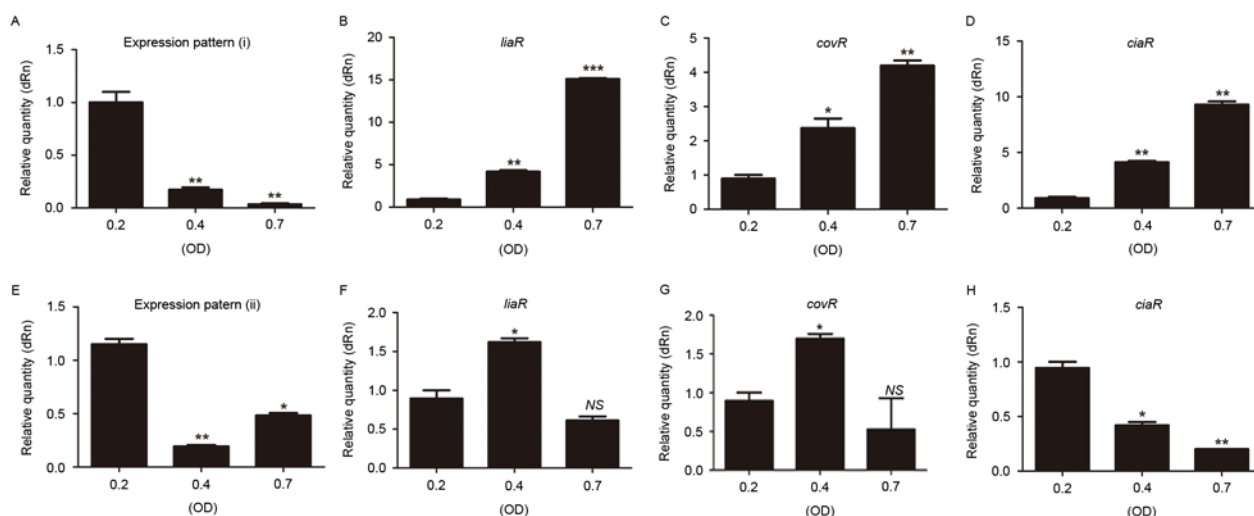 A
Expression pattern (i)
Relative quantity (dRn)
1.5
1.0
0.5
0.0
**
**
0.2 0.4 0.7
(OD)
B
liaR
Relative quantity (dRn)
20
15
10
5
0
**
***
0.2 0.4 0.7
(OD)
C
covR
Relative quantity (dRn)
5
4
3
2
1
0
*
**
0.2 0.4 0.7
(OD)
D
ciaR
Relative quantity (dRn)
15
10
5
0
**
**
0.2 0.4 0.7
(OD)
E
Expression patern (ii)
Relative quantity (dRn)
1.5
1.0
0.5
0.0
**
*
0.2 0.4 0.7
(OD)
F
liaR
Relative quantity (dRn)
2.0
1.5
1.0
0.5
0.0
*
NS
0.2 0.4 0.7
(OD)
G
covR
Relative quantity (dRn)
2.0
1.5
1.0
0.5
0.0
*
NS
0.2 0.4 0.7
(OD)
H
ciaR
Relative quantity (dRn)
1.5
1.0
0.5
0.0
*
**
0.2 0.4 0.7
(OD)